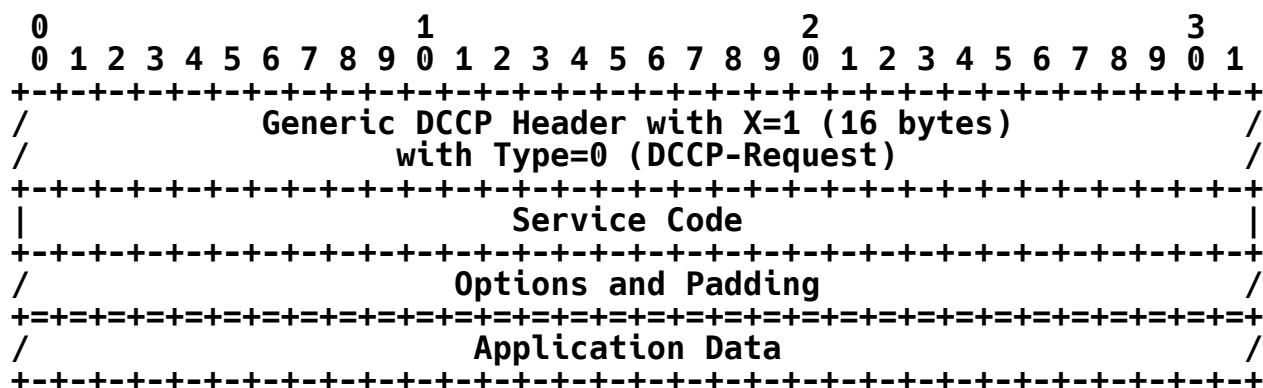 0                   1                   2                   3
 0 1 2 3 4 5 6 7 8 9 0 1 2 3 4 5 6 7 8 9 0 1 2 3 4 5 6 7 8 9 0 1
+-+-+-+-+-+-+-+-+-+-+-+-+-+-+-+-+-+-+-+-+-+-+-+-+-+-+-+-+-+-+-+-+
/            Generic DCCP Header with X=1 (16 bytes)            /
/                   with Type=0 (DCCP-Request)                  /
+-+-+-+-+-+-+-+-+-+-+-+-+-+-+-+-+-+-+-+-+-+-+-+-+-+-+-+-+-+-+-+-+
|                         Service Code                          |
+-+-+-+-+-+-+-+-+-+-+-+-+-+-+-+-+-+-+-+-+-+-+-+-+-+-+-+-+-+-+-+-+
/                      Options and Padding                      /
+=+=+=+=+=+=+=+=+=+=+=+=+=+=+=+=+=+=+=+=+=+=+=+=+=+=+=+=+=+=+=+=+
/                       Application Data                        /
+-+-+-+-+-+-+-+-+-+-+-+-+-+-+-+-+-+-+-+-+-+-+-+-+-+-+-+-+-+-+-+-+